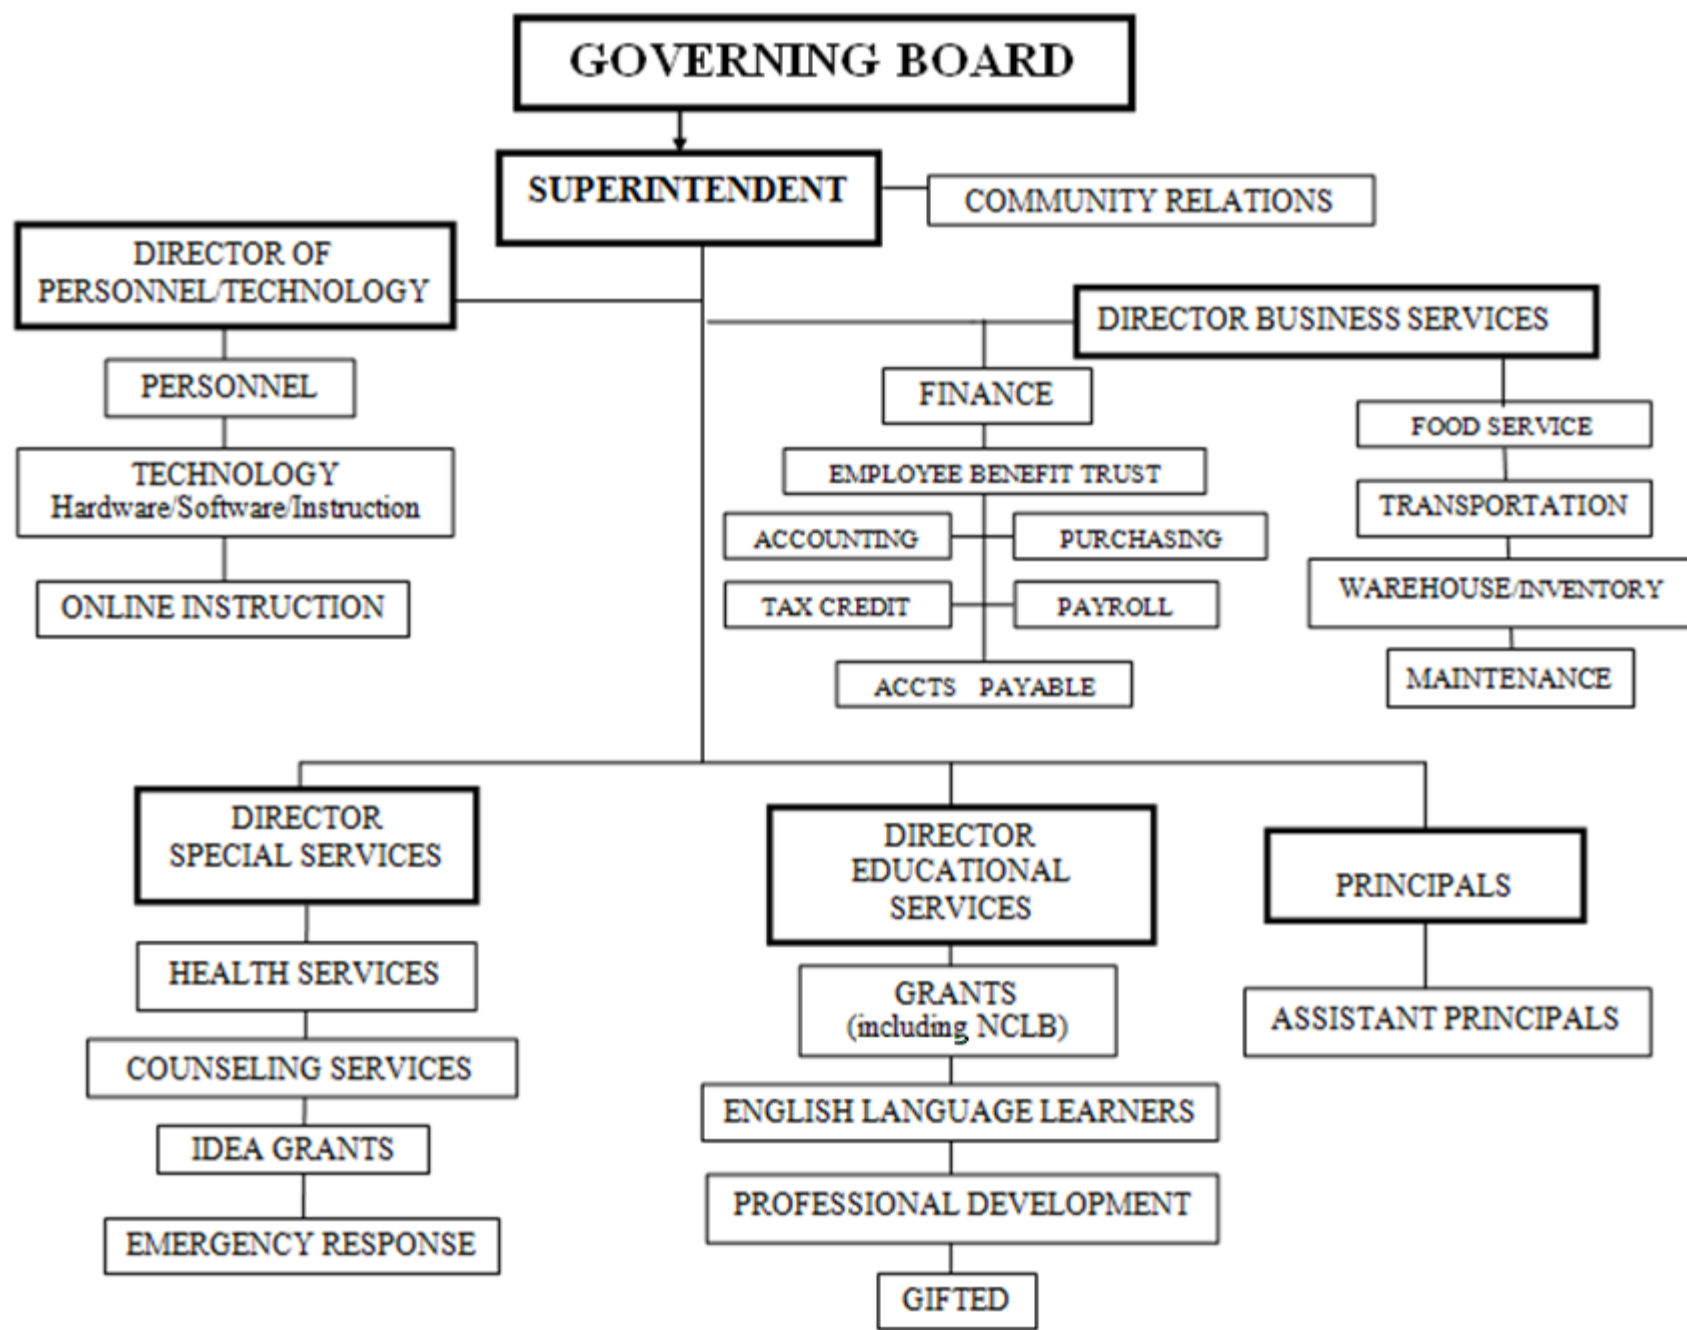 GOVERNING BOARD
SUPERINTENDENT
COMMUNITY RELATIONS
DIRECTOR OF
PERSONNEL/TECHNOLOGY
PERSONNEL
TECHNOLOGY
Hardware/Software/Instruction
ONLINE INSTRUCTION
DIRECTOR BUSINESS SERVICES
FINANCE
EMPLOYEE BENEFIT TRUST
ACCOUNTING
PURCHASING
TAX CREDIT
PAYROLL
ACCTS PAYABLE
FOOD SERVICE
TRANSPORTATION
WAREHOUSE/INVENTORY
MAINTENANCE
DIRECTOR
SPECIAL SERVICES
HEALTH SERVICES
COUNSELING SERVICES
IDEA GRANTS
EMERGENCY RESPONSE
DIRECTOR
EDUCATIONAL
SERVICES
GRANTS
(including NCLB)
ENGLISH LANGUAGE LEARNERS
PROFESSIONAL DEVELOPMENT
GIFTED
PRINCIPALS
ASSISTANT PRINCIPALS